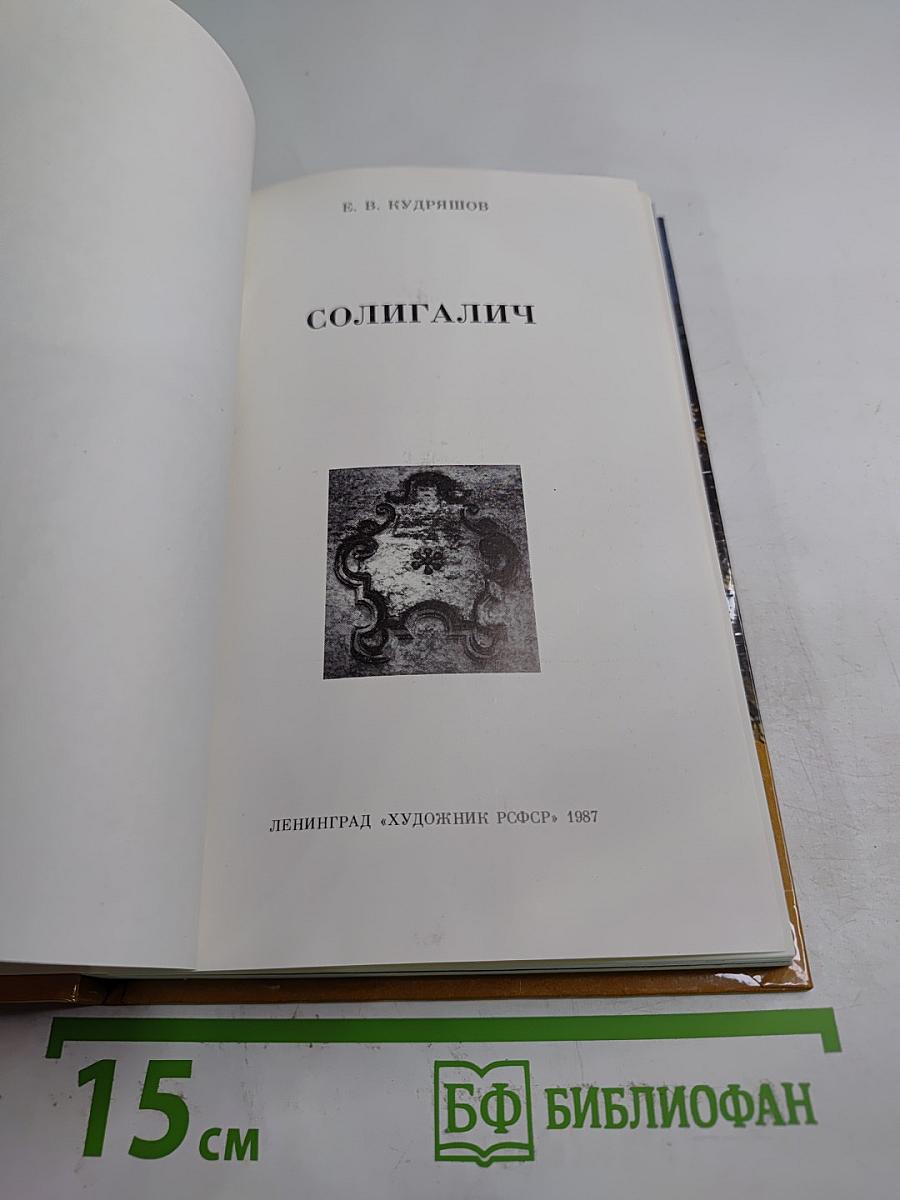 Е. В. КУДРЯШОВ
СОЛИГАЛИЧ
ЛЕНИНГРАД «ХУДОЖНИК РСФСР» 1987
15 см
БФ БИБЛИОФАН